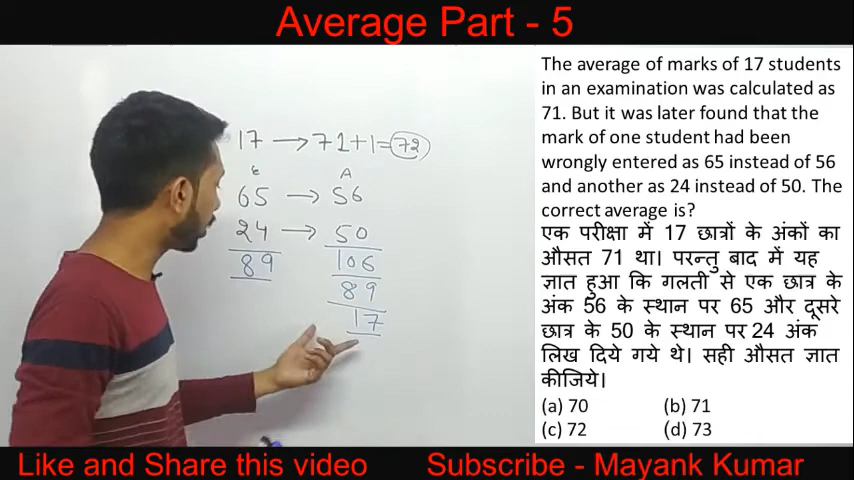 Average Part - 5
17 → 71+1=72
E A
65 → 56
24 → 50
89 106
89
17
The average of marks of 17 students
in an examination was calculated as
71. But it was later found that the
mark of one student had been
wrongly entered as 65 instead of 56
and another as 24 instead of 50. The
correct average is?
एक परीक्षा में 17 छात्रों के अंकों का
औसत 71 था। परन्तु बाद में यह
ज्ञात हुआ कि गलती से एक छात्र के
अंक 56 के स्थान पर 65 और दूसरे
छात्र के 50 के स्थान पर 24 अंक
लिख दिये गये थे। सही औसत ज्ञात
कीजिये।
(a) 70 (b) 71
(c) 72 (d) 73
Like and Share this video Subscribe - Mayank Kumar